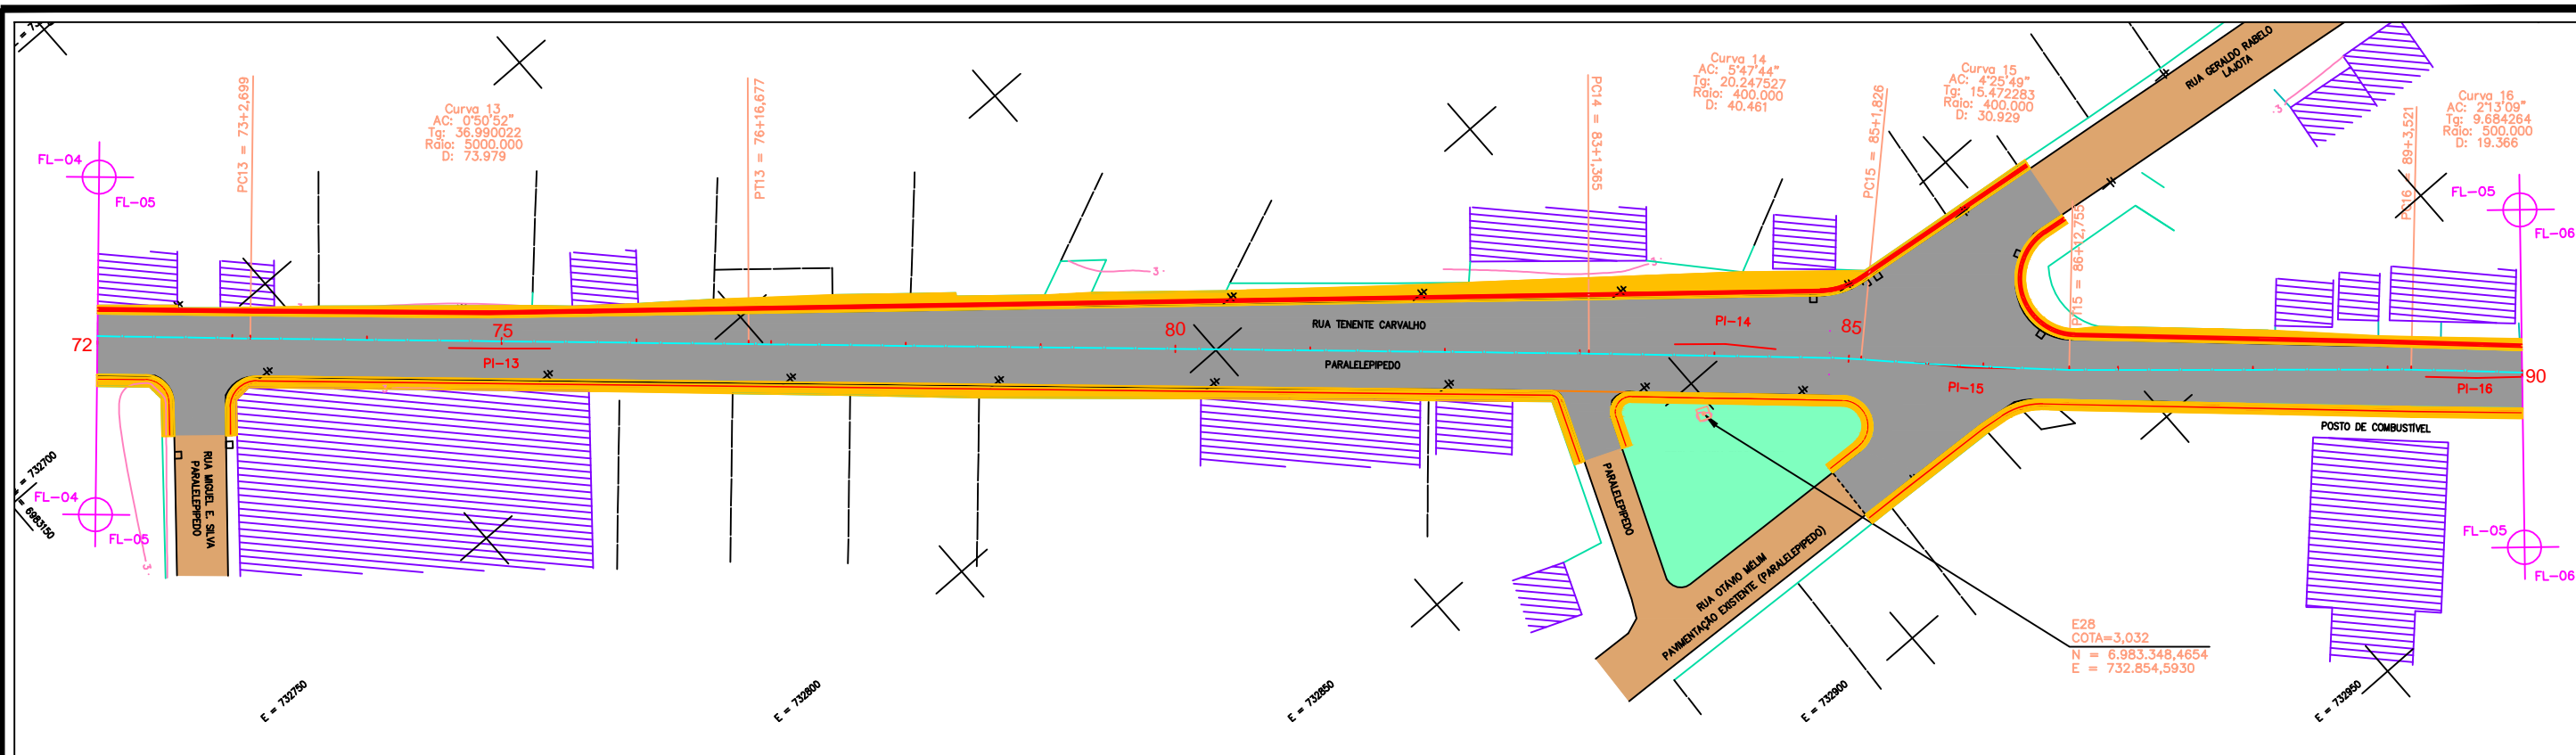 FL-04
FL-05
PC13 = 73+2,699
Curva 13
AC: 0°50'52"
Tg: 36.990022
Raio: 5000.000
D: 73.979
PT13 = 76+16,677
PC14 = 83+1,365
Curva 14
AC: 5°47'44"
Tg: 20.247527
Raio: 400.000
D: 40.461
PC15 = 85+1,826
Curva 15
AC: 4°25'49"
Tg: 15.472283
Raio: 400.000
D: 30.929
PT15 = 86+12,755
RUA GERALDO RABELO
LAJOTA
PC16 = 89+3,521
Curva 16
AC: 2°13'09"
Tg: 9.684264
Raio: 500.000
D: 19.366
FL-05
FL-06
3
3
3
72
75
PI-13
80
RUA TENENTE CARVALHO
PARALELEPIPEDO
PI-14
85
PI-15
PI-16
90
POSTO DE COMBUSTÍVEL
= 732700
= 6983150
FL-04
FL-05
3
RUA MIGUEL E. SILVA
PARALELEPIPEDO
PARALELEPIPEDO
RUA OTÁVIO MÉLIM
PAVIMENTAÇÃO EXISTENTE (PARALELEPIPEDO)
FL-05
FL-06
E28
COTA=3,032
N = 6.983.348,4654
E = 732.854,5930
E = 732750
E = 732800
E = 732850
E = 732900
E = 732950